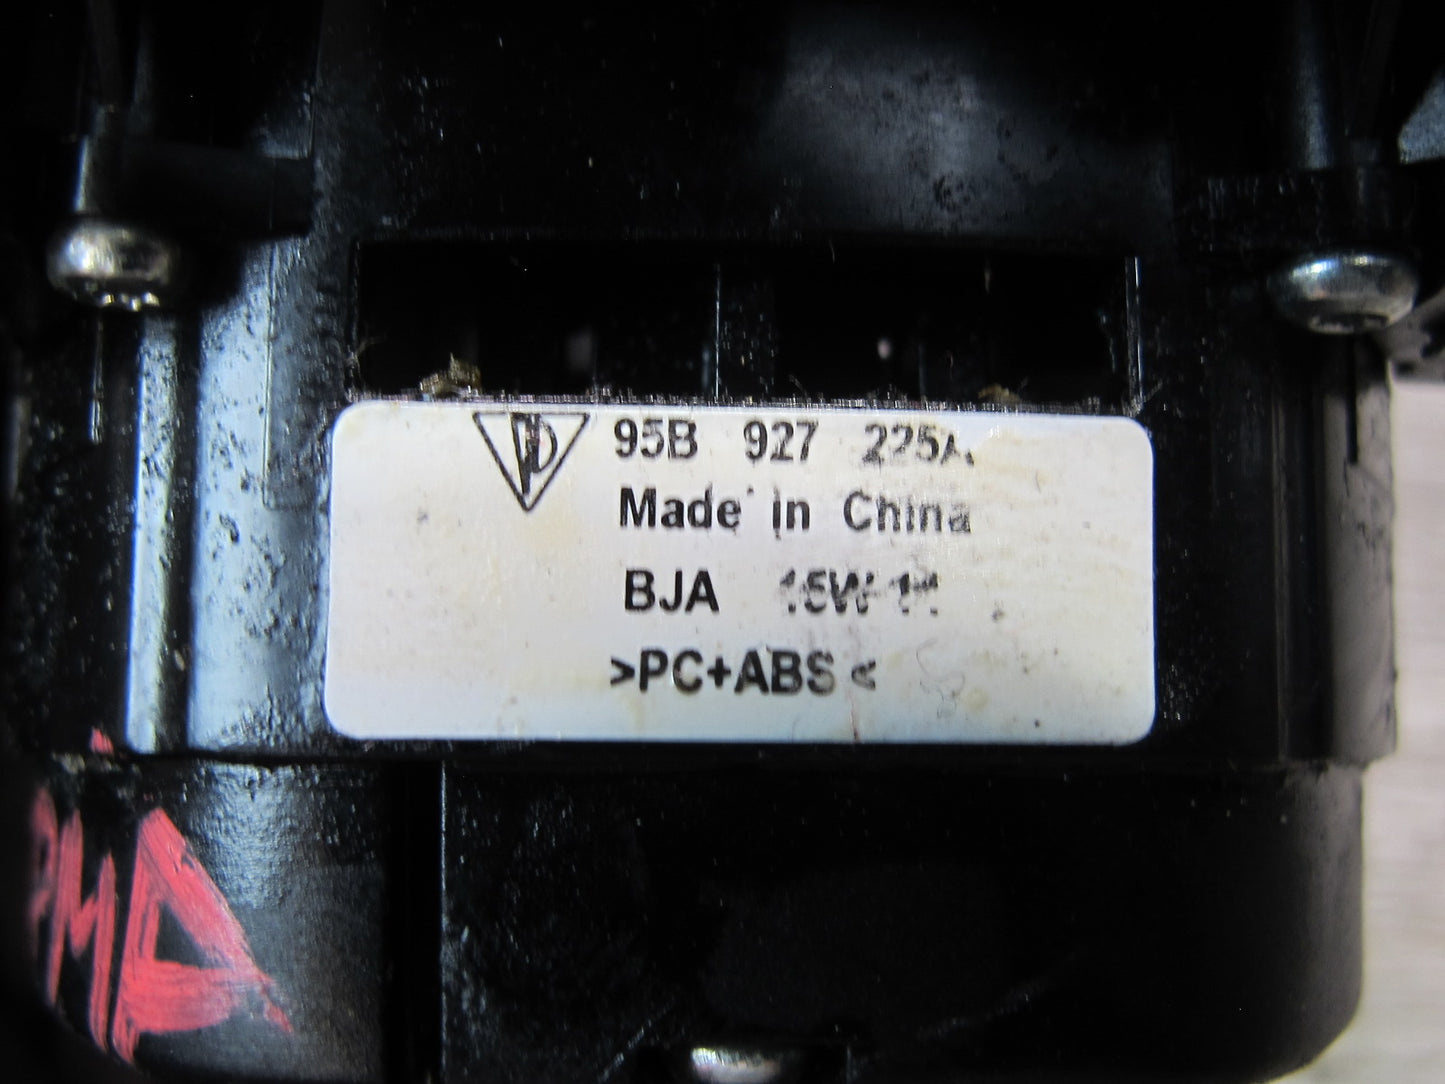 95B 927 225A
Made in China
BJA
>PC+ABS<